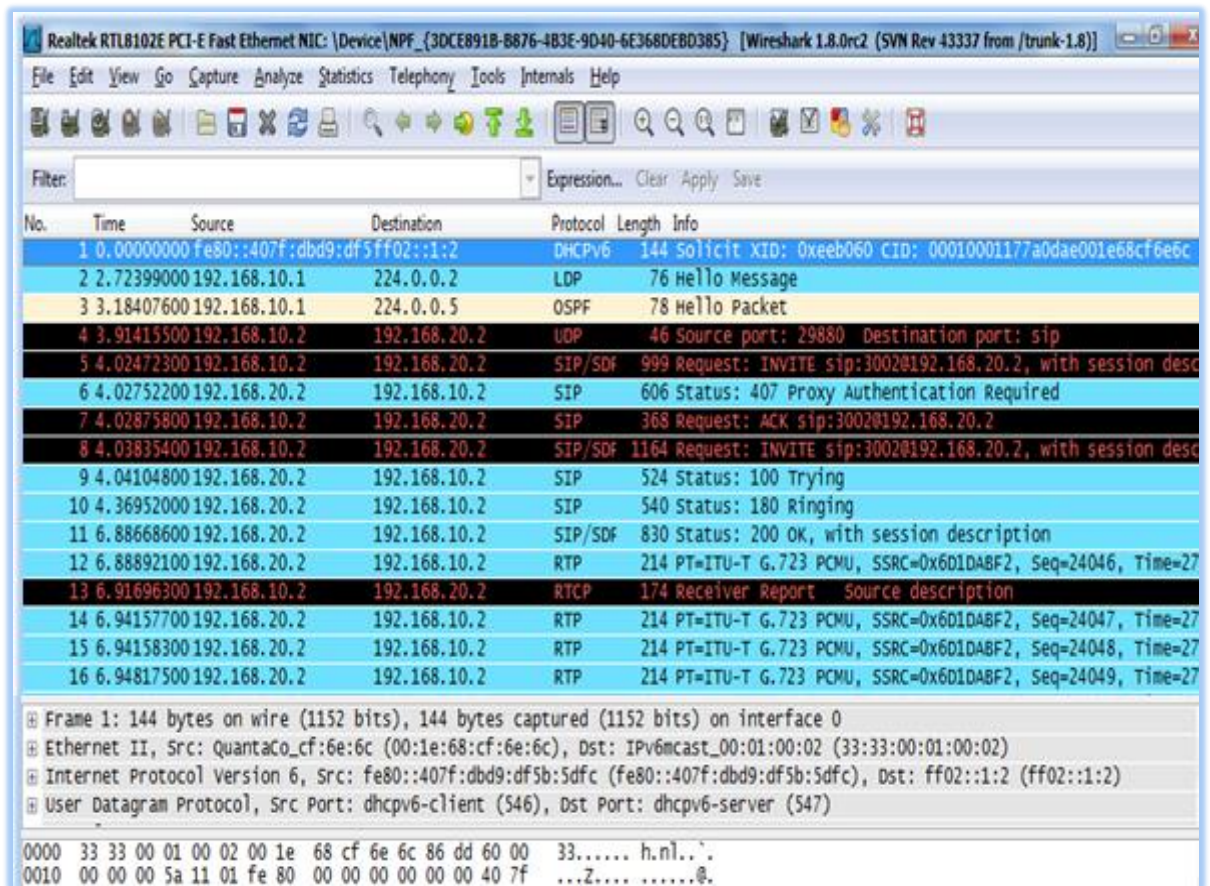 Realtek RTL8102E PCI-E Fast Ethernet NIC: \Device\NPF_{3DCE891B-B876-4B3E-9D40-6E368DEBD385} [Wireshark 1.8.0rc2 (SVN Rev 43337 from /trunk-1.8)]
File Edit View Go Capture Analyze Statistics Telephony Tools Internals Help
Filter: Expression... Clear Apply Save
No. Time Source Destination Protocol Length Info
1 0.00000000 fe80::407f:dbd9:df5ff02::1:2 DHCPv6 144 Solicit XID: 0xeeb060 CID: 00010001177a0dae001e68cf6e6c
2 2.72399000 192.168.10.1 224.0.0.2 LDP 76 Hello Message
3 3.18407600 192.168.10.1 224.0.0.5 OSPF 78 Hello Packet
4 3.91415500 192.168.10.2 192.168.20.2 UDP 46 Source port: 29880 Destination port: sip
5 4.02472300 192.168.10.2 192.168.20.2 SIP/SDF 999 Request: INVITE sip:3002@192.168.20.2, with session desc
6 4.02752200 192.168.20.2 192.168.10.2 SIP 606 Status: 407 Proxy Authentication Required
7 4.02875800 192.168.10.2 192.168.20.2 SIP 368 Request: ACK sip:3002@192.168.20.2
8 4.03835400 192.168.10.2 192.168.20.2 SIP/SDF 1164 Request: INVITE sip:3002@192.168.20.2, with session desc
9 4.04104800 192.168.20.2 192.168.10.2 SIP 524 Status: 100 Trying
10 4.36952000 192.168.20.2 192.168.10.2 SIP 540 Status: 180 Ringing
11 6.88668600 192.168.20.2 192.168.10.2 SIP/SDF 830 Status: 200 OK, with session description
12 6.88892100 192.168.20.2 192.168.10.2 RTP 214 PT=ITU-T G.723 PCMU, SSRC=0x6D1DABF2, Seq=24046, Time=27
13 6.91696300 192.168.10.2 192.168.20.2 RTCP 174 Receiver Report Source description
14 6.94157700 192.168.20.2 192.168.10.2 RTP 214 PT=ITU-T G.723 PCMU, SSRC=0x6D1DABF2, Seq=24047, Time=27
15 6.94158300 192.168.20.2 192.168.10.2 RTP 214 PT=ITU-T G.723 PCMU, SSRC=0x6D1DABF2, Seq=24048, Time=27
16 6.94817500 192.168.20.2 192.168.10.2 RTP 214 PT=ITU-T G.723 PCMU, SSRC=0x6D1DABF2, Seq=24049, Time=27
Frame 1: 144 bytes on wire (1152 bits), 144 bytes captured (1152 bits) on interface 0
Ethernet II, Src: QuantaCo_cf:6e:6c (00:1e:68:cf:6e:6c), Dst: IPv6mcast_00:01:00:02 (33:33:00:01:00:02)
Internet Protocol Version 6, Src: fe80::407f:dbd9:df5b:5dfc (fe80::407f:dbd9:df5b:5dfc), Dst: ff02::1:2 (ff02::1:2)
User Datagram Protocol, Src Port: dhcpv6-client (546), Dst Port: dhcpv6-server (547)
0000 33 33 00 01 00 02 00 1e 68 cf 6e 6c 86 dd 60 00 33...... h.nl..`.
0010 00 00 00 5a 11 01 fe 80 00 00 00 00 00 00 40 7f ...Z.... ......@.